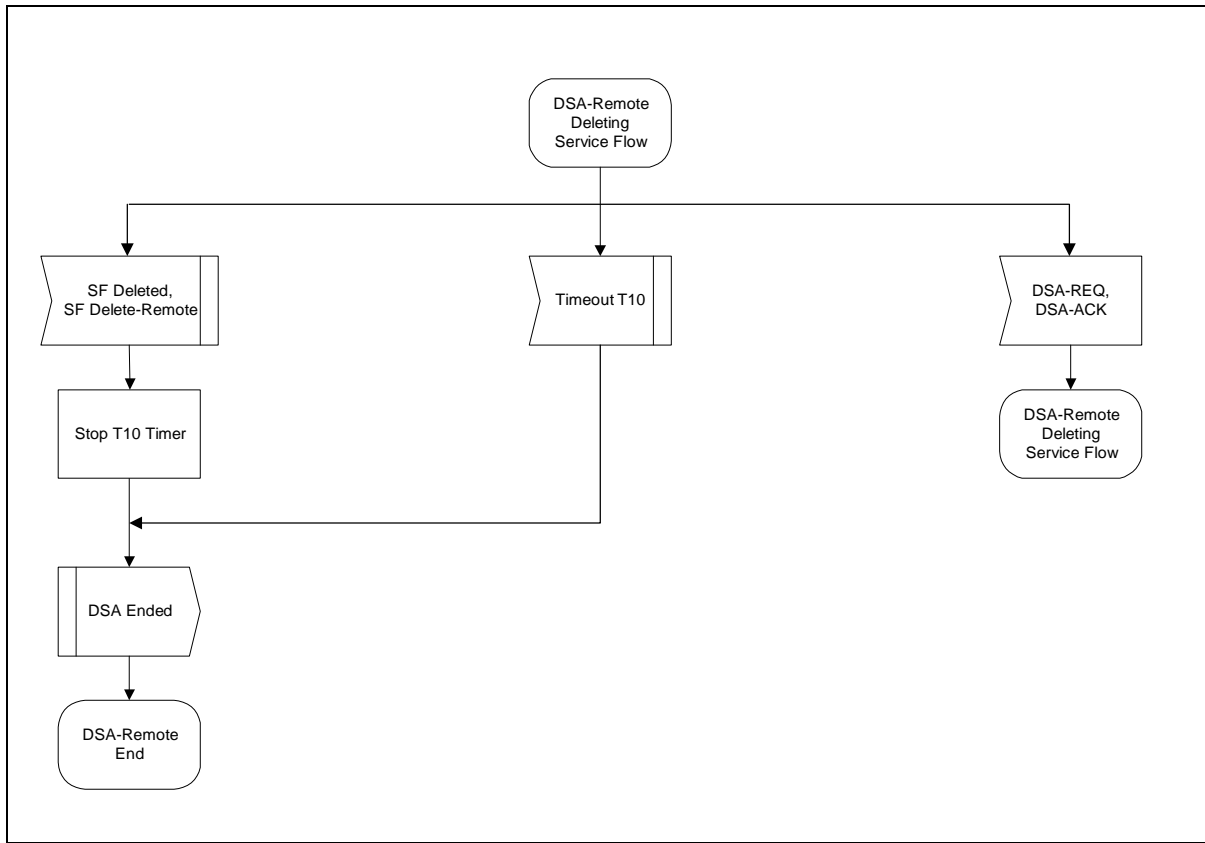 DSA-Remote
Deleting
Service Flow
SF Deleted,
SF Delete-Remote
Timeout T10
DSA-REQ,
DSA-ACK
Stop T10 Timer
DSA-Remote
Deleting
Service Flow
DSA Ended
DSA-Remote
End